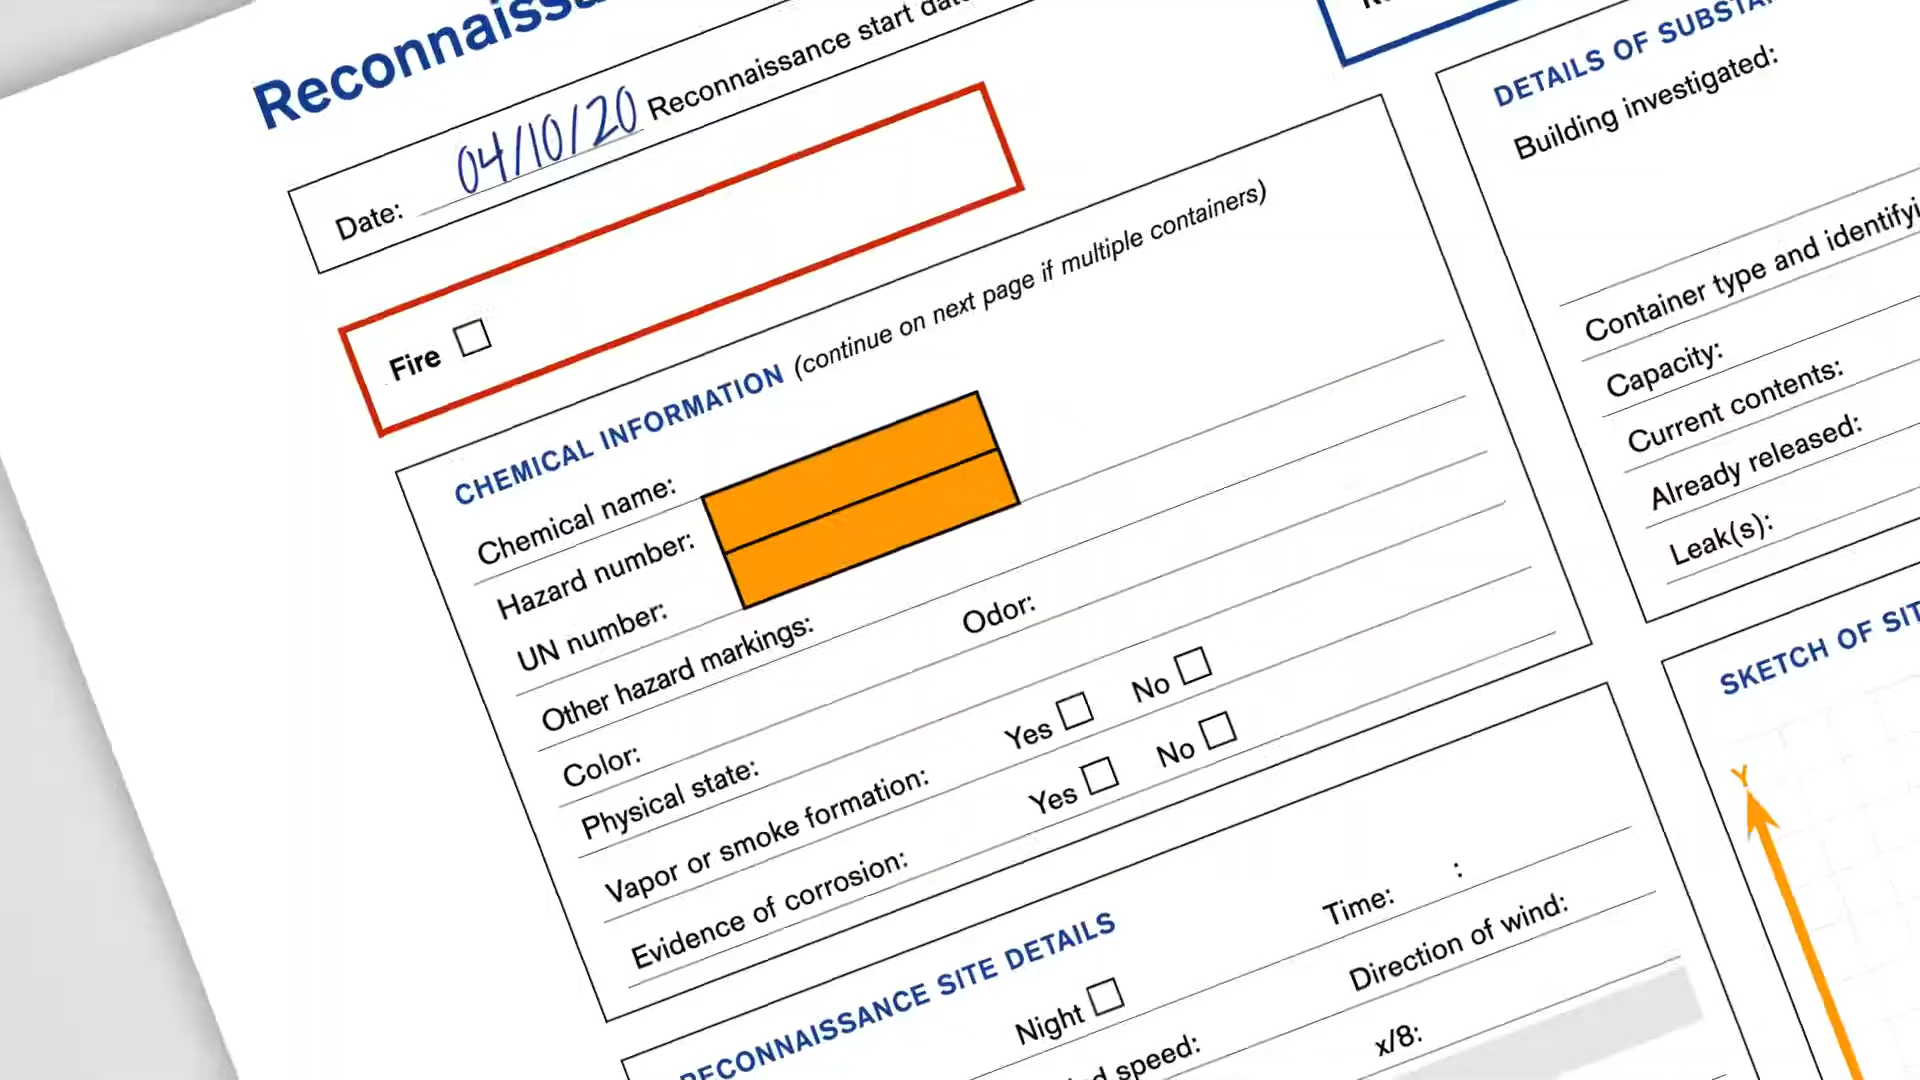 Reconnaiss
Date: 04/10/20 Reconnaissance start dat
Fire
CHEMICAL INFORMATION (continue on next page if multiple containers)
Chemical name:
Hazard number:
UN number:
Other hazard markings:
Color: Odor:
Physical state:
Vapor or smoke formation: Yes No
Evidence of corrosion: Yes No
RECONNAISSANCE SITE DETAILS
Night Time: :
d speed: Direction of wind:
x/8:
DETAILS OF SUBSTA
Building investigated:
Container type and identifyi
Capacity:
Current contents:
Already released:
Leak(s):
SKETCH OF SIT
Y